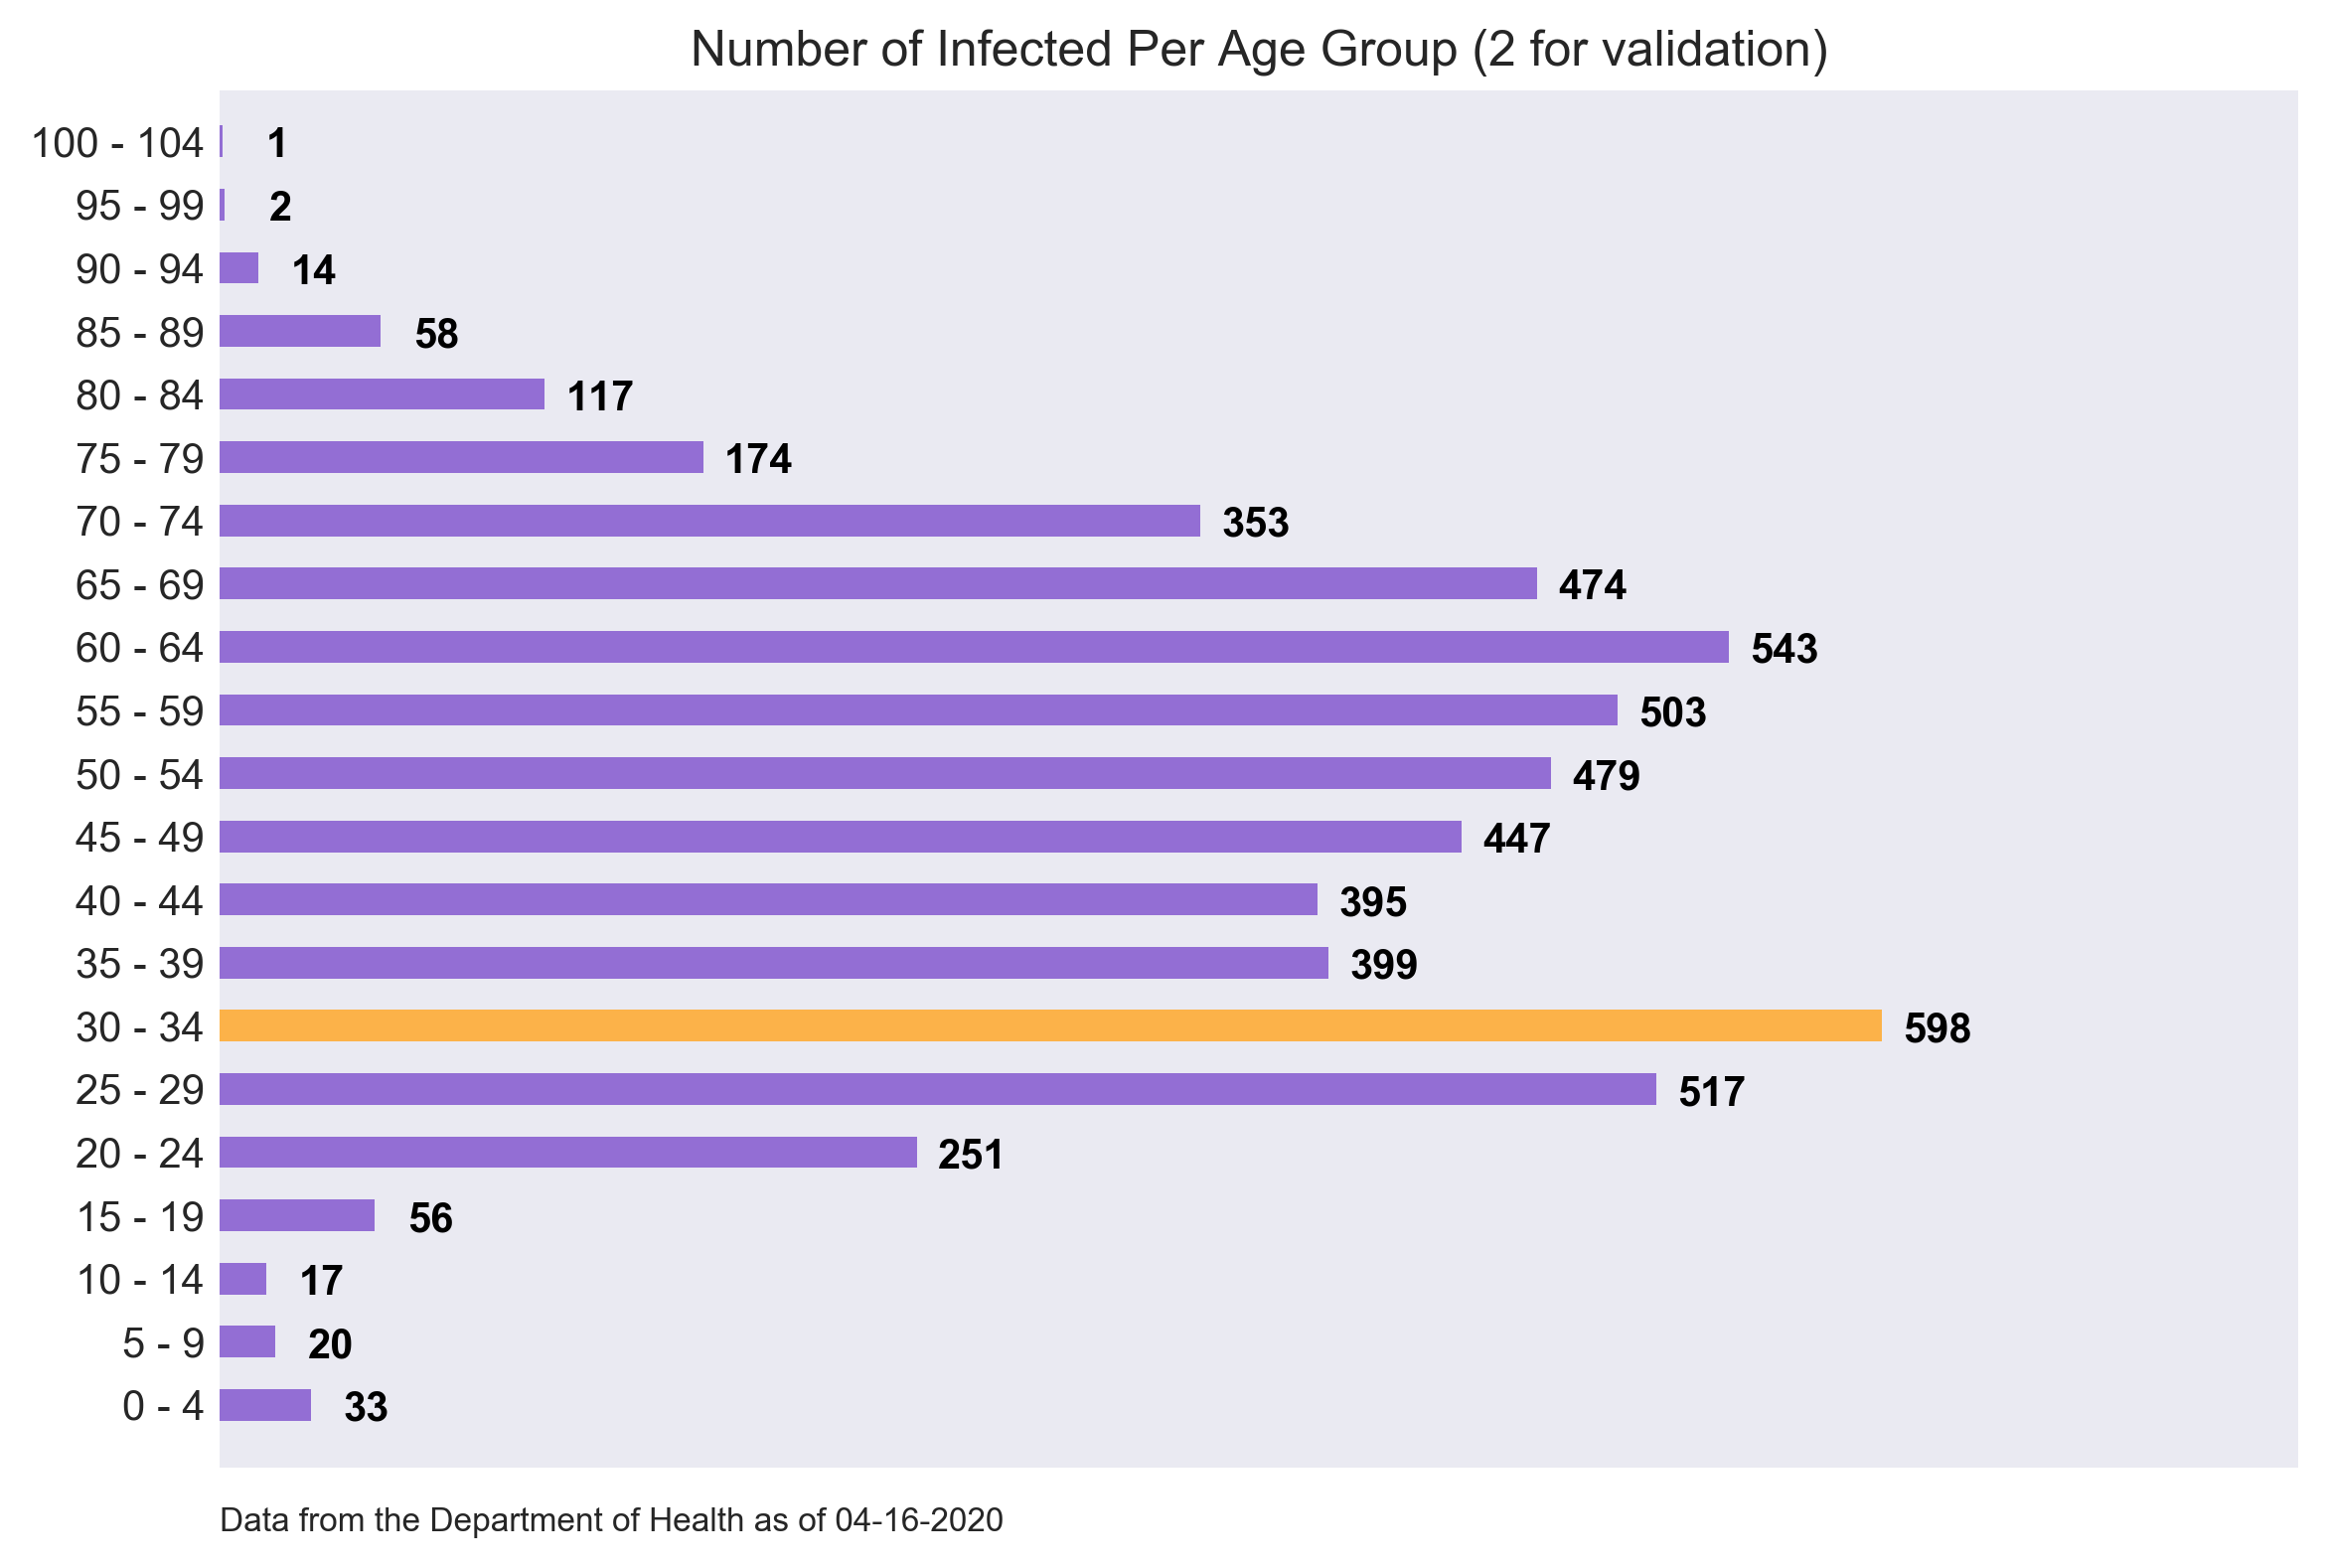 Number of Infected Per Age Group (2 for validation)
100 - 104 1
95 - 99 2
90 - 94 14
85 - 89 58
80 - 84 117
75 - 79 174
70 - 74 353
65 - 69 474
60 - 64 543
55 - 59 503
50 - 54 479
45 - 49 447
40 - 44 395
35 - 39 399
30 - 34 598
25 - 29 517
20 - 24 251
15 - 19 56
10 - 14 17
5 - 9 20
0 - 4 33
Data from the Department of Health as of 04-16-2020